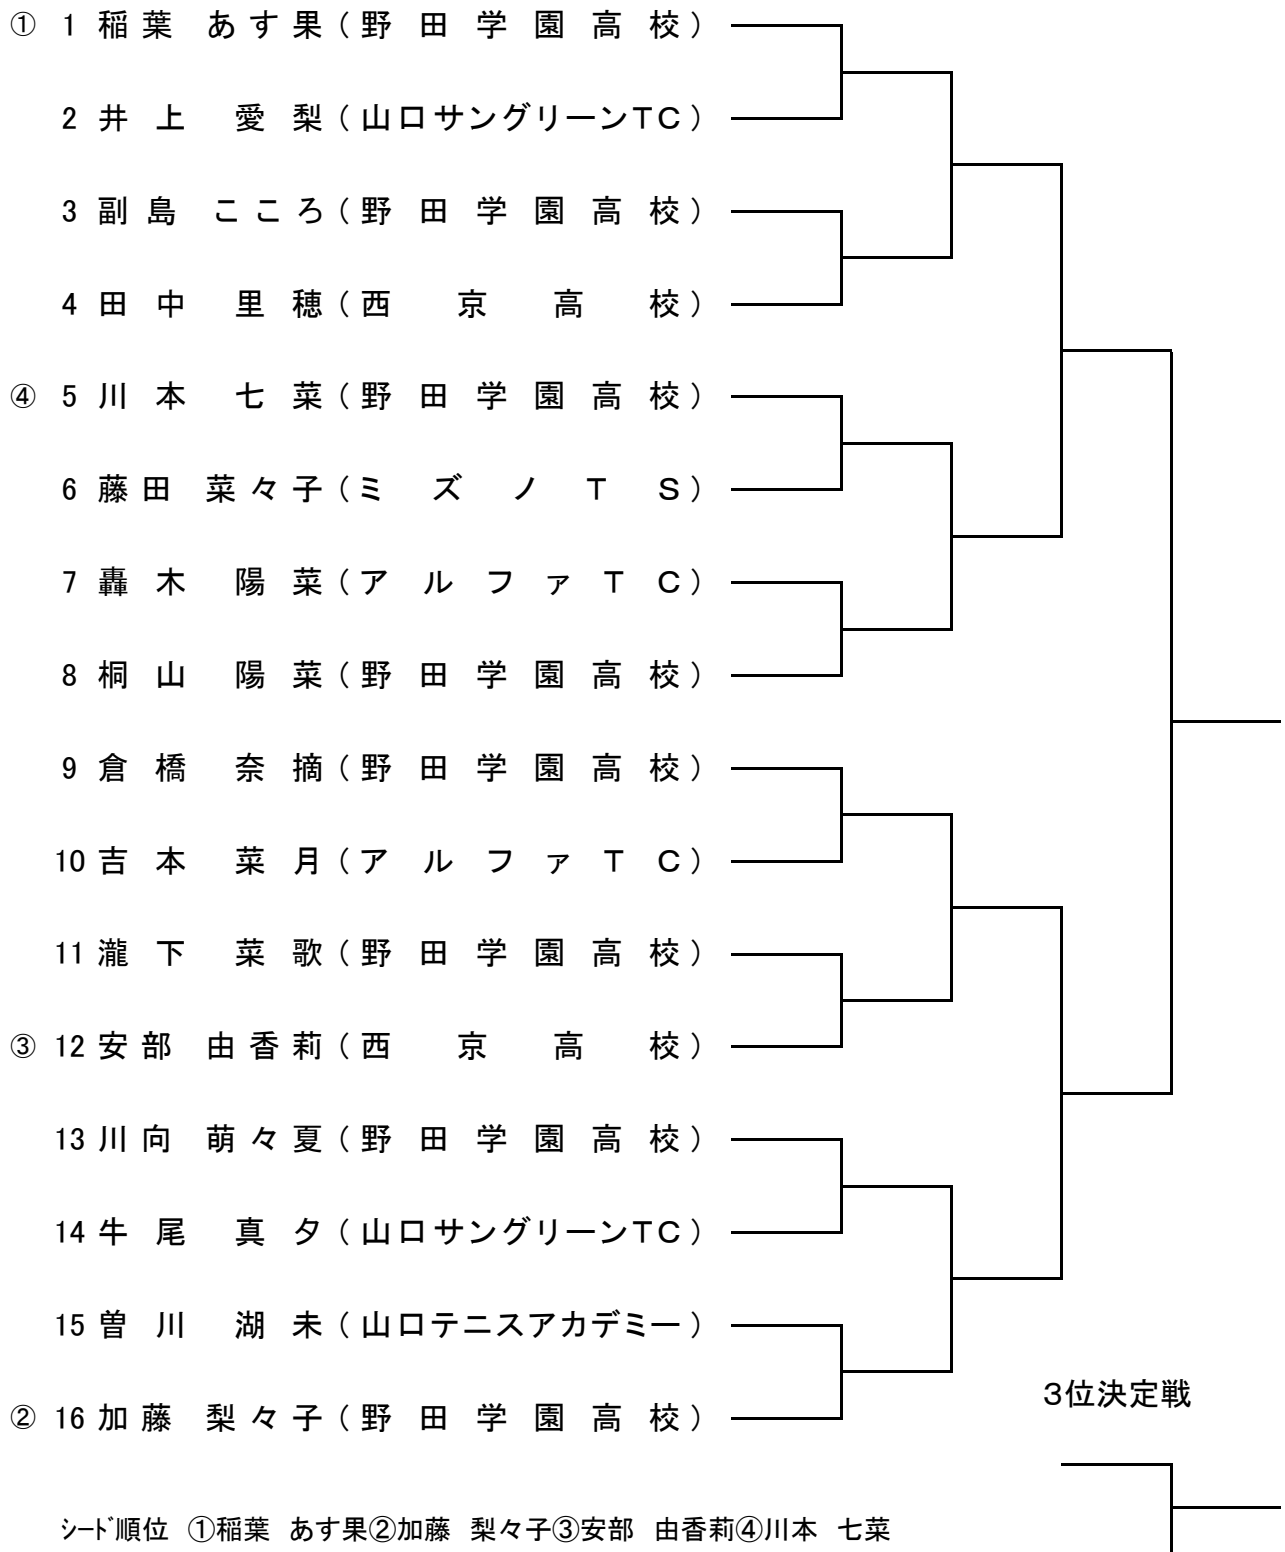 ① 1 稲葉 あす果(野田学園高校)
2 井上 愛梨(山口サングリーンTC)
3 副島 こころ(野田学園高校)
4 田中 里穂(西京高校)
④ 5 川本 七菜(野田学園高校)
6 藤田 菜々子(ミズノTS)
7 轟木 陽菜(アルファTC)
8 桐山 陽菜(野田学園高校)
9 倉橋 奈摘(野田学園高校)
10 吉本 菜月(アルファTC)
11 瀧下 菜歌(野田学園高校)
③ 12 安部 由香莉(西京高校)
13 川向 萌々夏(野田学園高校)
14 牛尾 真夕(山口サングリーンTC)
15 曽川 湖未(山口テニスアカデミー)
3位決定戦
② 16 加藤 梨々子(野田学園高校)
シード順位 ①稲葉 あす果②加藤 梨々子③安部 由香莉④川本 七菜